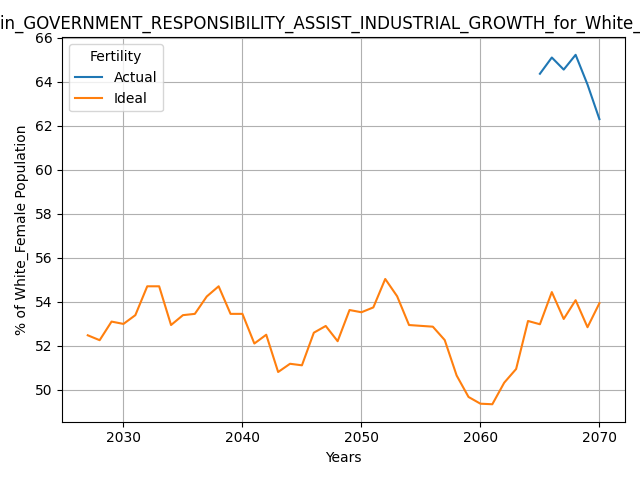 in_GOVERNMENT_RESPONSIBILITY_ASSIST_INDUSTRIAL_GROWTH_for_White_
Fertility
Actual
Ideal
66
64
62
60
58
56
54
52
50
% of White_Female Population
2030
2040
2050
2060
2070
Years